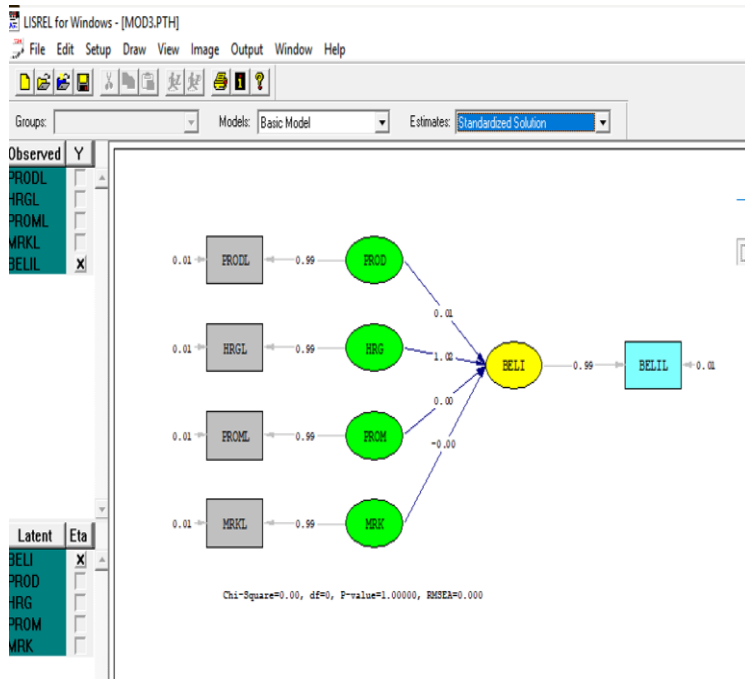 LISREL for Windows - [MOD3.PTH]
File Edit Setup Draw View Image Output Window Help
Groups: Models: Basic Model Estimates: Standardized Solution
Observed Y
PRODL
HRGL
PROML
MRKL
BELIL X
0.01 PRODL 0.99 PROD
0.01
0.01 HRGL 0.99 HRG
1.02
BELI 0.99 BELIL 0.01
0.00
0.01 PROML 0.99 PROM
-0.00
0.01 MRKL 0.99 MRK
Latent Eta
BELI X
PROD
HRG
PROM
MRK
Chi-Square=0.00, df=0, P-value=1.00000, RMSEA=0.000